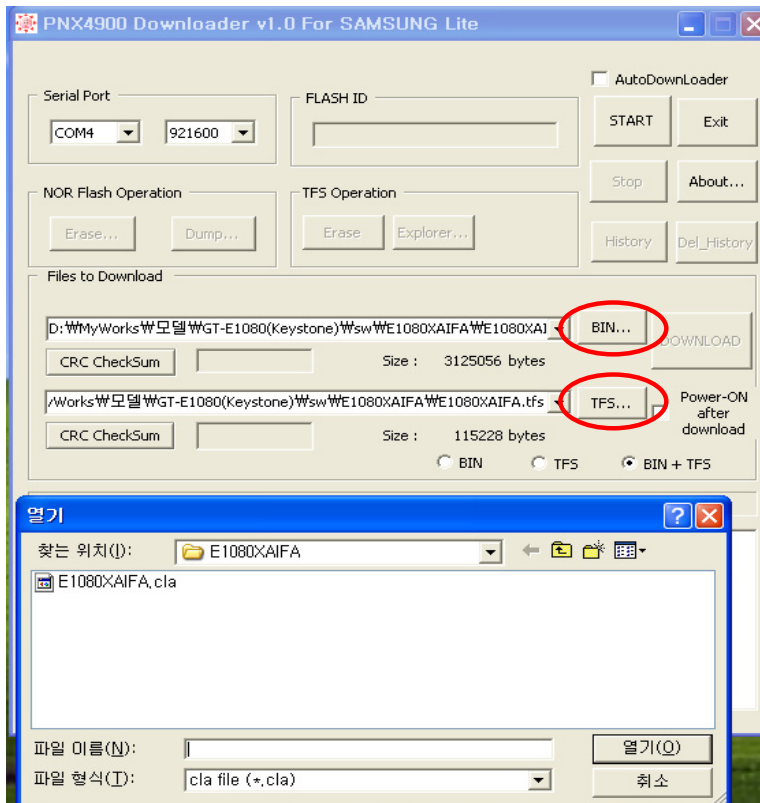 PNX4900 Downloader v1.0 For SAMSUNG Lite
AutoDownLoader
Serial Port
FLASH ID
COM4
921600
START
Exit
Stop
About...
NOR Flash Operation
TFS Operation
Erase...
Dump...
Erase
Explorer...
History
Del_History
Files to Download
D:₩MyWorks₩모델₩GT-E1080(Keystone)₩sw₩E1080XAIFA₩E1080XAI
BIN...
DOWNLOAD
CRC CheckSum
Size : 3125056 bytes
/Works₩모델₩GT-E1080(Keystone)₩sw₩E1080XAIFA₩E1080XAIFA.tfs
TFS...
Power-ON
after
download
CRC CheckSum
Size : 115228 bytes
BIN
TFS
BIN + TFS
열기
찾는 위치(I):
E1080XAIFA
E1080XAIFA.cla
파일 이름(N):
열기(O)
파일 형식(T):
cla file (*.cla)
취소